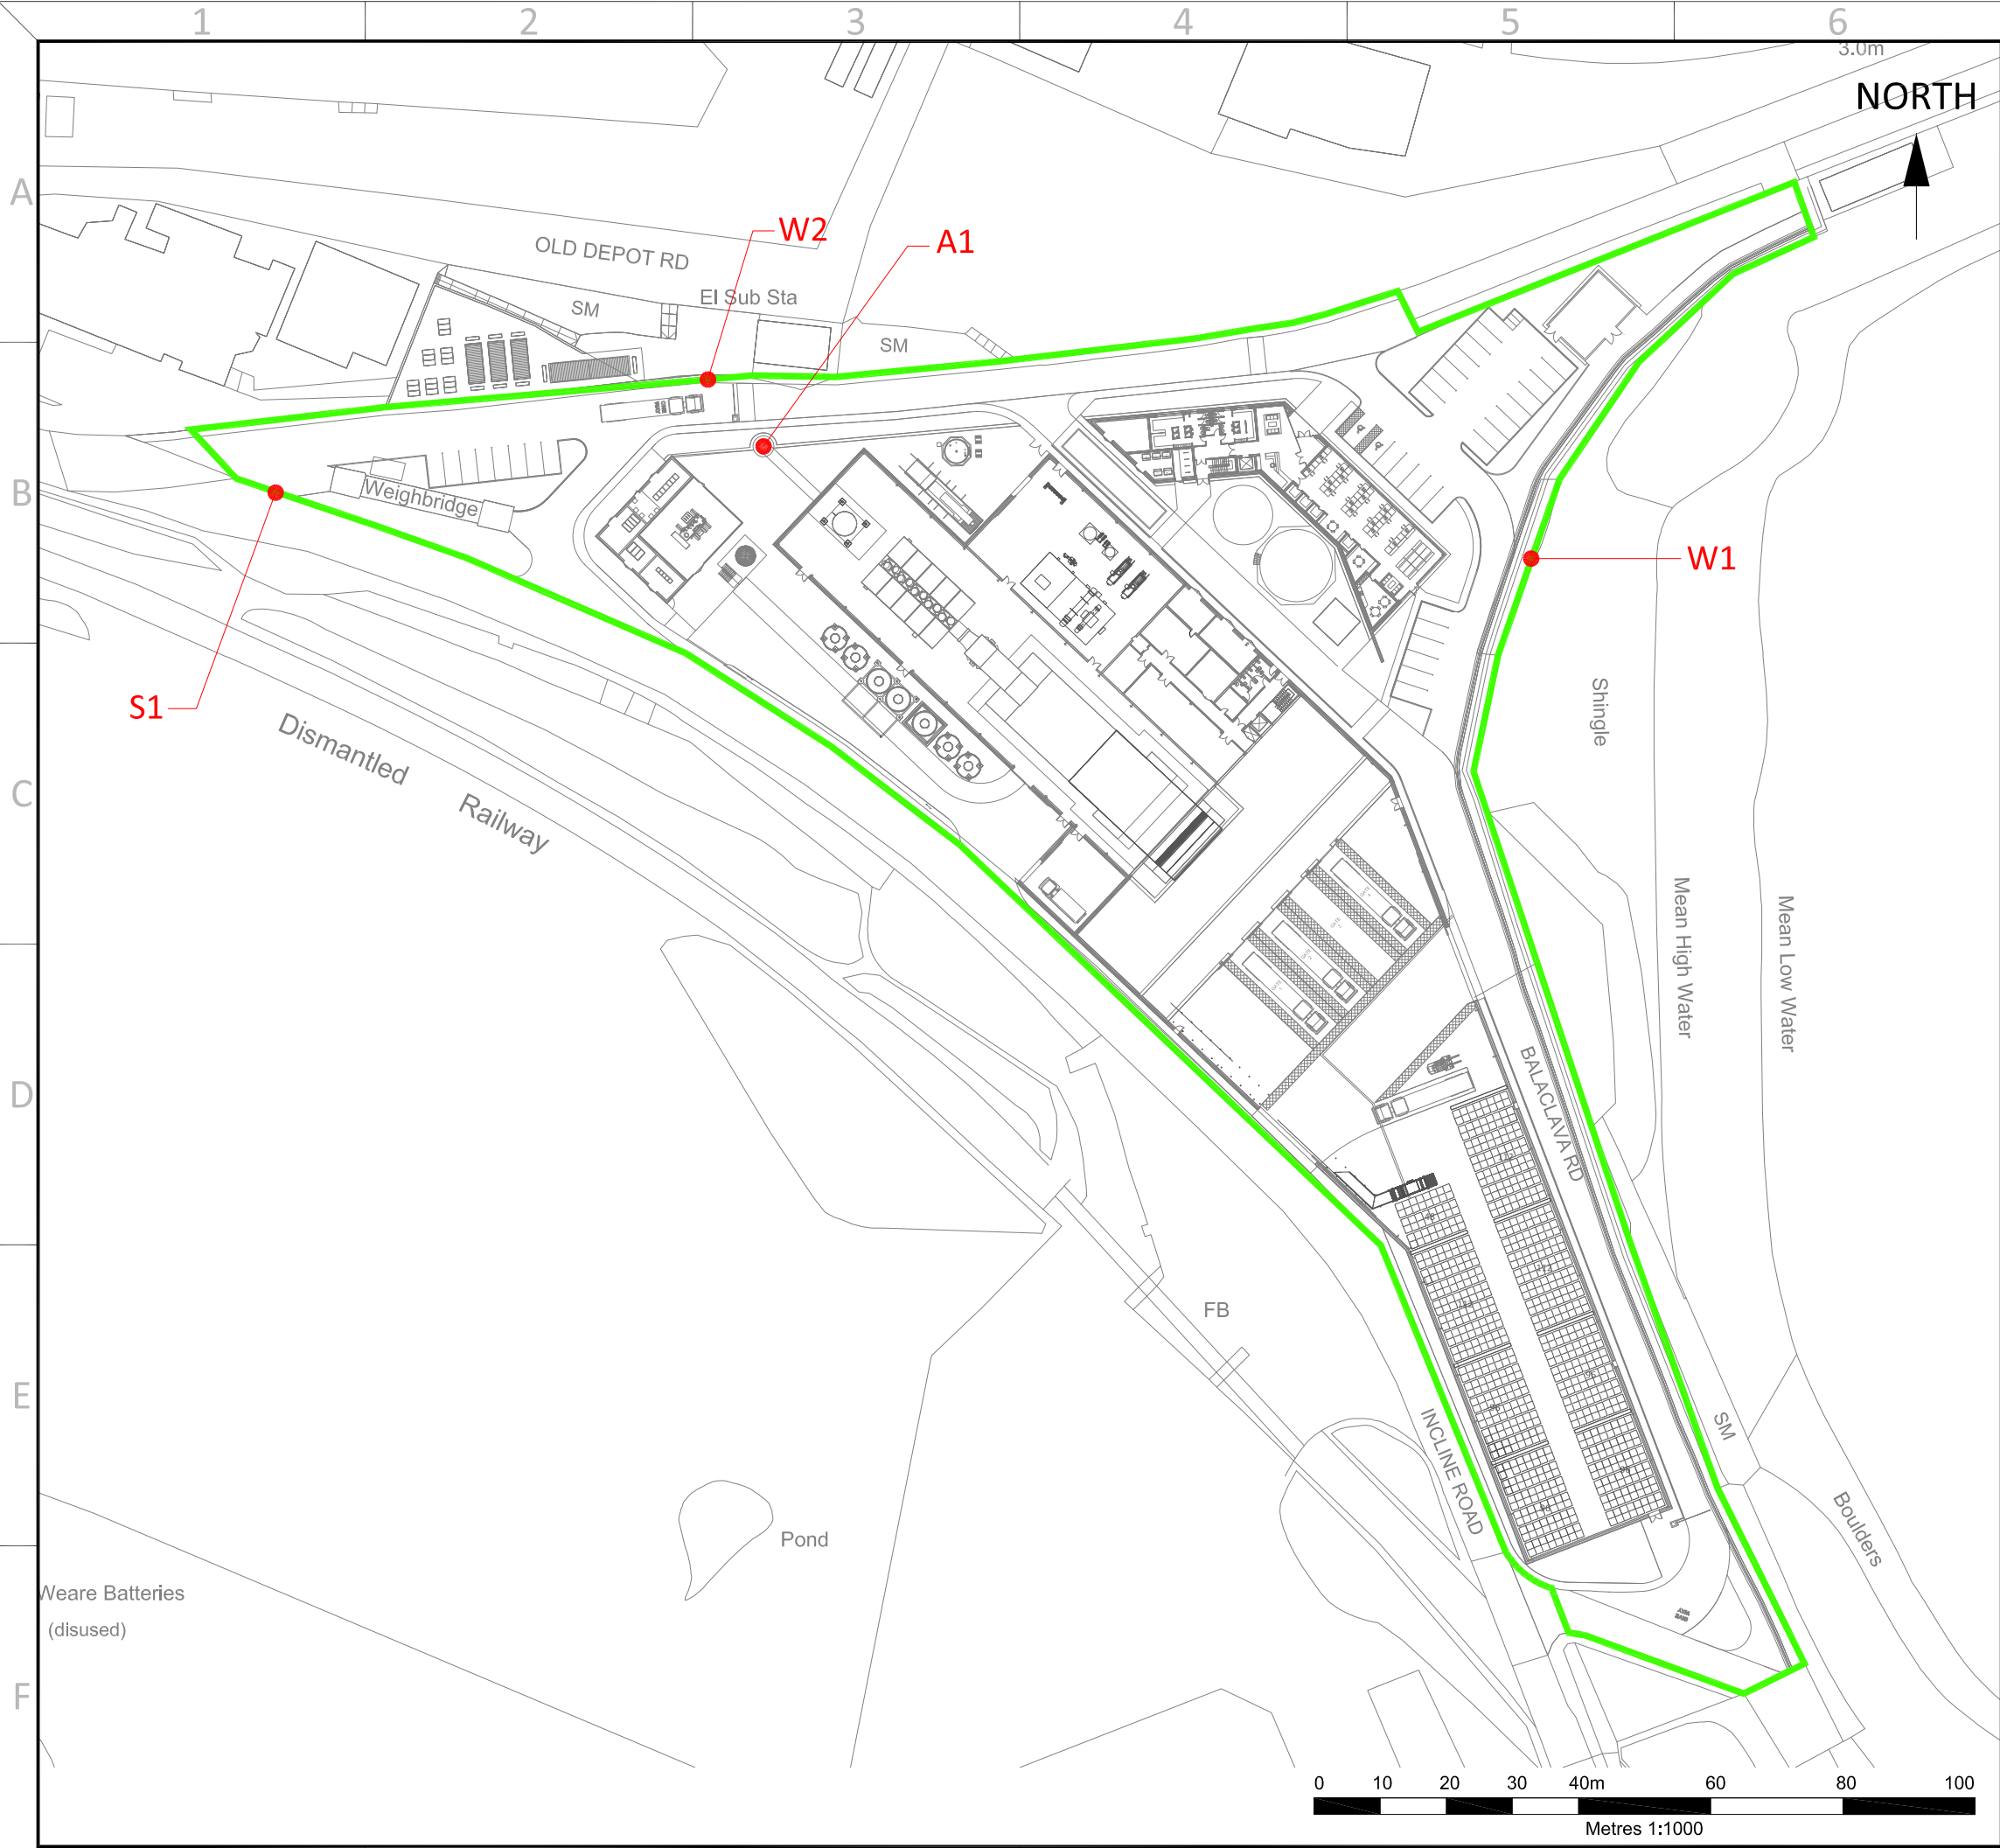 1 2 3 4 5 6
3.0m
NORTH
A
W2
A1
OLD DEPOT RD
El Sub Sta
SM
SM
B
Weighbridge
W1
S1
Shingle
Dismantled
Railway
C
Mean High Water
Mean Low Water
D
BALACLAVA RD
FB
E
INCLINE ROAD
SM
Boulders
Pond
Weare Batteries
(disused)
F
0 10 20 30 40m 60 80 100
Metres 1:1000